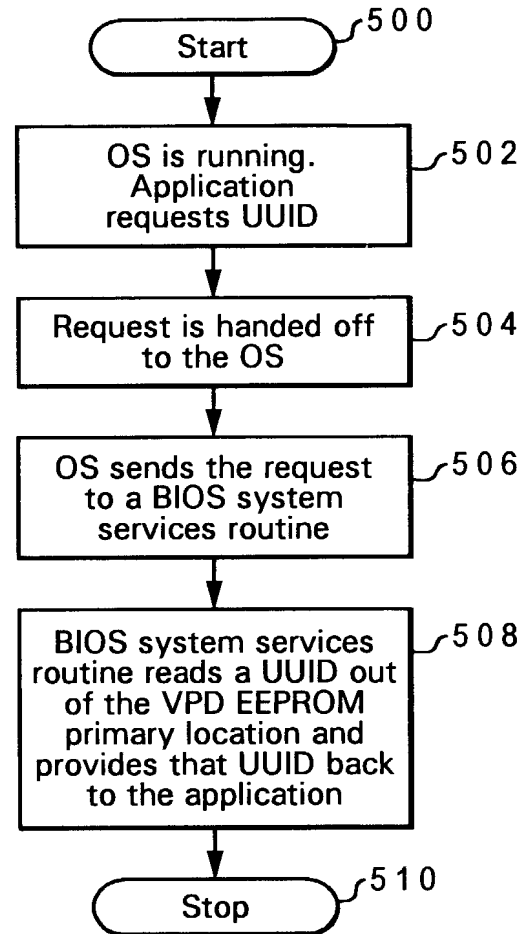 Start
500
OS is running.
Application
requests UUID
502
Request is handed off
to the OS
504
OS sends the request
to a BIOS system
services routine
506
BIOS system services
routine reads a UUID out
of the VPD EEPROM
primary location and
provides that UUID back
to the application
508
Stop
510